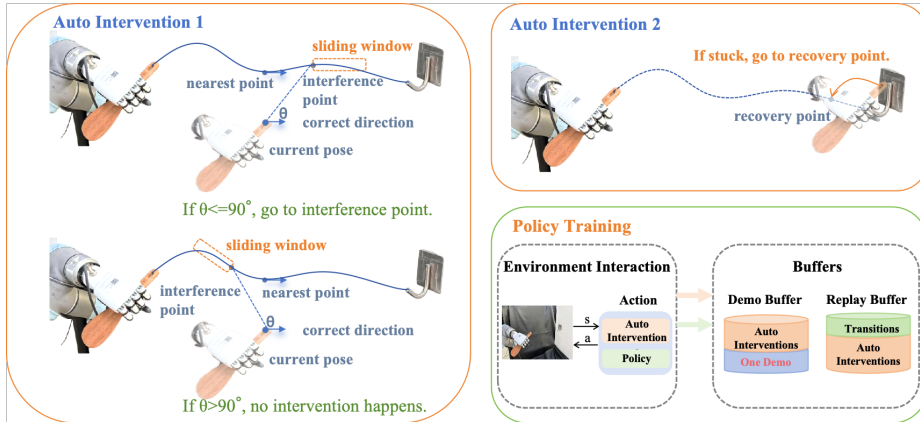 Auto Intervention 1
sliding window
nearest point
interference
point
θ
correct direction
current pose
If θ<=90°, go to interference point.
sliding window
interference
point
nearest point
θ
correct direction
current pose
If θ>90°, no intervention happens.
Auto Intervention 2
If stuck, go to recovery point.
recovery point
Policy Training
Environment Interaction
Action
s
a
Auto
Intervention
Policy
Buffers
Demo Buffer
Replay Buffer
Auto
Interventions
One Demo
Transitions
Auto
Interventions